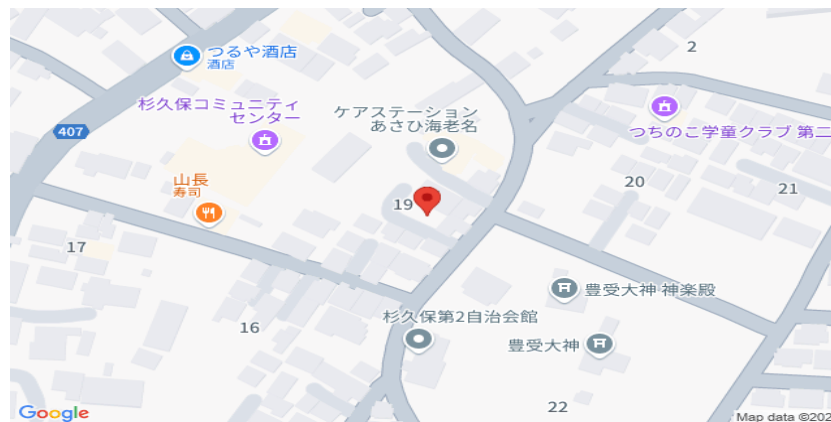 つるや酒店
酒店
2
杉久保コミュニティ
センター
ケアステーション
あさひ海老名
407
つちのこ学童クラブ 第二
山長
寿司
19
20
21
17
豊受大神 神楽殿
杉久保第2自治会館
16
豊受大神
22
Google
Map data ©202